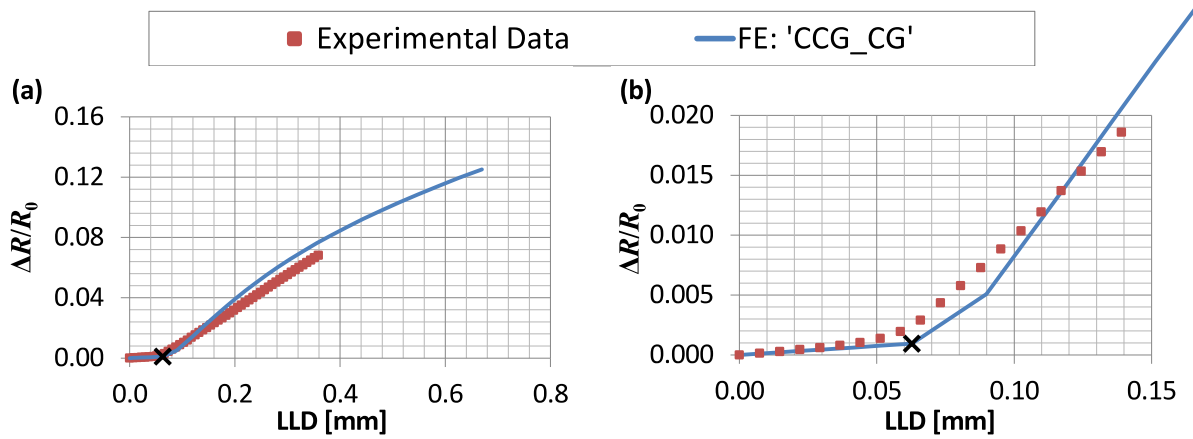 Experimental Data
FE: 'CCG_CG'
(a)
0.16
0.12
0.08
0.04
0.00
ΔR/R0
0.0 0.2 0.4 0.6 0.8
LLD [mm]
(b)
0.020
0.015
0.010
0.005
0.000
ΔR/R0
0.00 0.05 0.10 0.15
LLD [mm]